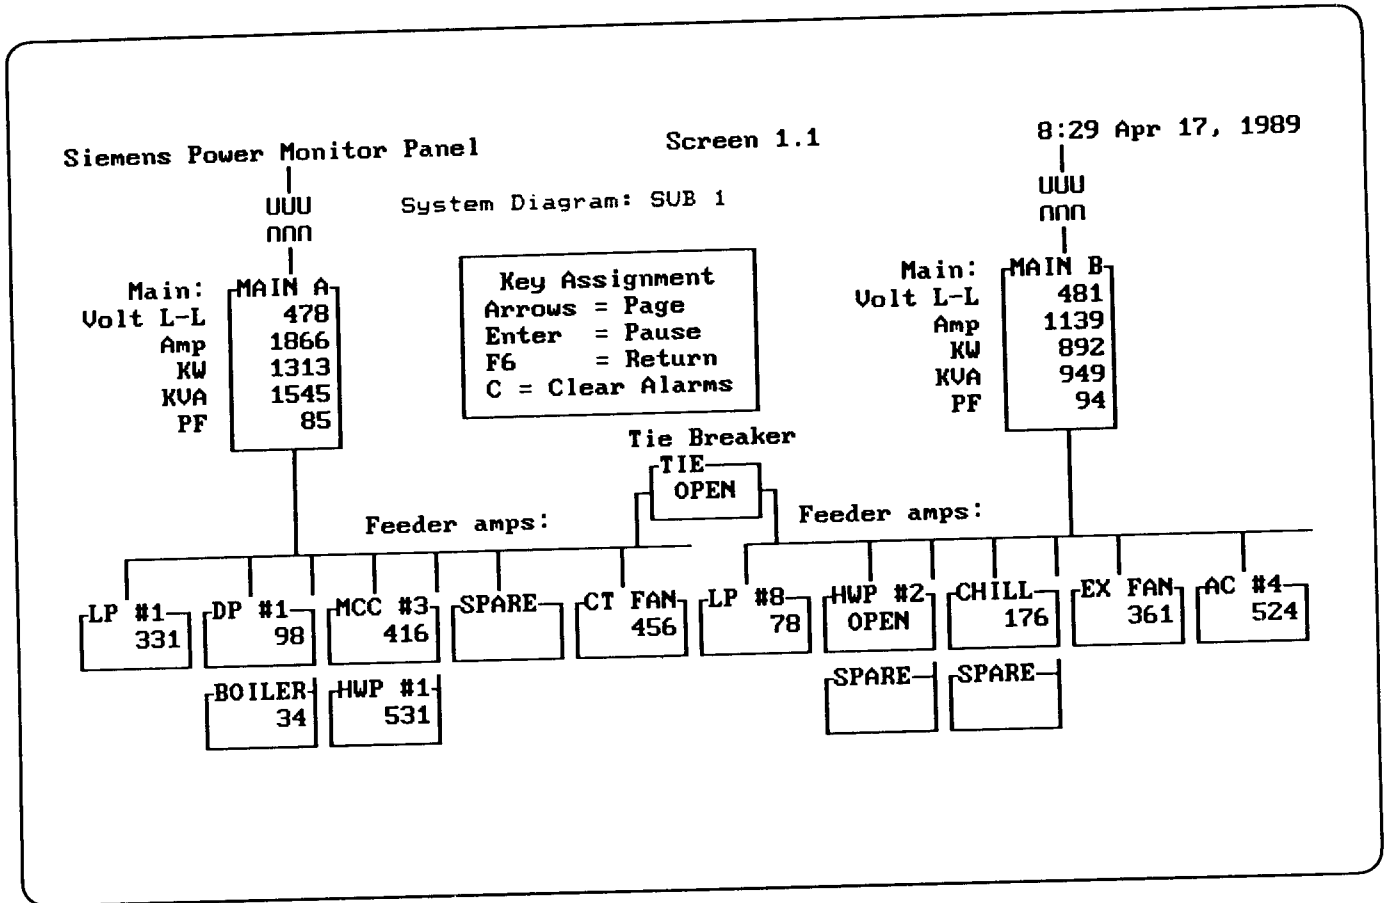 Siemens Power Monitor Panel Screen 1.1 8:29 Apr 17, 1989
System Diagram: SUB 1
Main: MAIN A
Volt L-L 478
Amp 1866
KW 1313
KVA 1545
PF 85
Key Assignment
Arrows = Page
Enter = Pause
F6 = Return
C = Clear Alarms
Main: MAIN B
Volt L-L 481
Amp 1139
KW 892
KVA 949
PF 94
Tie Breaker
TIE
OPEN
Feeder amps: Feeder amps:
LP #1 DP #1 MCC #3 SPARE CT FAN LP #8 HWP #2 CHILL EX FAN AC #4
331 98 416 456 78 OPEN 176 361 524
BOILER HWP #1 SPARE SPARE
34 531